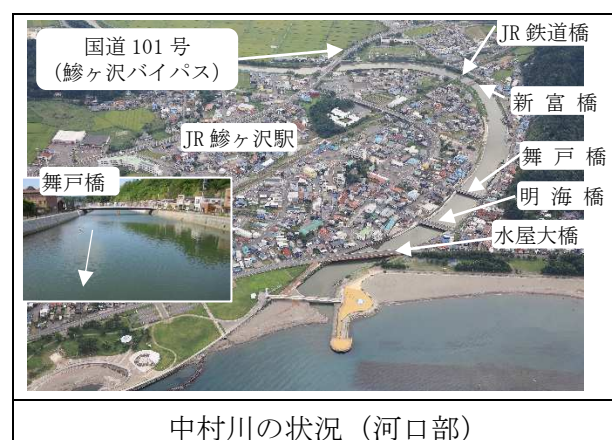 国道 101 号
（鰺ヶ沢バイパス）
JR 鉄道橋
新 富 橋
JR 鰺ヶ沢駅
舞 戸 橋
舞戸橋
明 海 橋
水屋大橋
中村川の状況（河口部）